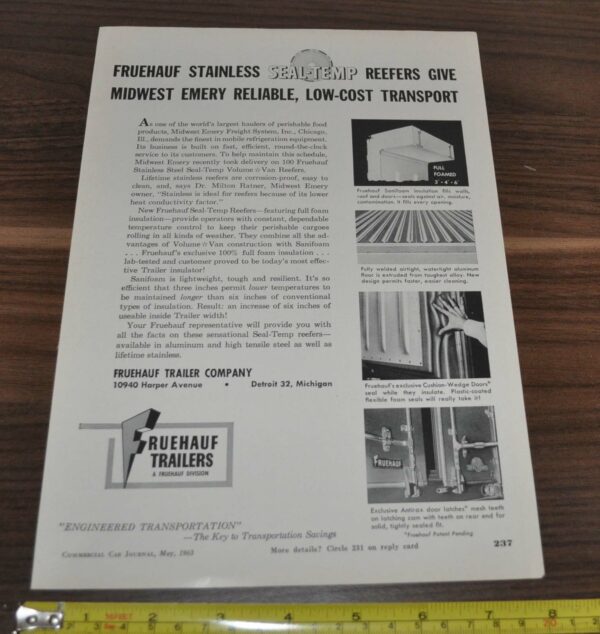 FRUEHAUF STAINLESS SEAL-TEMP REEFERS GIVE
MIDWEST EMERY RELIABLE, LOW-COST TRANSPORT
As one of the world's largest haulers of perishable food
products, Midwest Emery Freight System, Inc., Chicago,
Ill., demands the finest in mobile refrigeration equipment.
Its business is built on fast, efficient, round-the-clock
service to its customers. To help maintain this schedule,
Midwest Emery recently took delivery on 100 Fruehauf
Stainless Steel Seal-Temp Volume☆Van Reefers.
Lifetime stainless reefers are corrosion-proof, easy to
clean, and, says Dr. Milton Ratner, Midwest Emery
owner, "Stainless is ideal for reefers because of its lower
heat conductivity factor."
New Fruehauf Seal-Temp Reefers—featuring full foam
insulation—provide operators with constant, dependable
temperature control to keep their perishable cargoes
rolling in all kinds of weather. They combine all the ad-
vantages of Volume☆Van construction with Sanifoam
. . . Fruehauf's exclusive 100% full foam insulation . . .
lab-tested and customer proved to be today's most effec-
tive Trailer insulator!
Sanifoam is lightweight, tough and resilient. It's so
efficient that three inches permit lower temperatures to
be maintained longer than six inches of conventional
types of insulation. Result: an increase of six inches of
useable inside Trailer width!
Your Fruehauf representative will provide you with
all the facts on these sensational Seal-Temp reefers—
available in aluminum and high tensile steel as well as
lifetime stainless.
FRUEHAUF TRAILER COMPANY
10940 Harper Avenue • Detroit 32, Michigan
FRUEHAUF
TRAILERS
A FRUEHAUF DIVISION
"ENGINEERED TRANSPORTATION"
—The Key to Transportation Savings
COMMERCIAL CAR JOURNAL, May, 1963
More details? Circle 231 on reply card
237
FULL
FOAMED
3" • 4" • 6"
Fruehauf Sanifoam insulation fills walls,
roof and doors—seals against air, moisture,
contamination. It fills every opening.
Fully welded airtight, watertight aluminum
floor is extruded from toughest alloy. New
design permits faster, easier cleaning.
Fruehauf's exclusive Cushion-Wedge Doors*
seal while they insulate. Plastic-coated
flexible foam seals will really take it!
FRUEHAUF
Exclusive Antirax door latches* mesh teeth
on latching cam with teeth on rear end for
solid, tightly sealed fit.
*Fruehauf Patent Pending
1 2 3 4 5 6 7 8